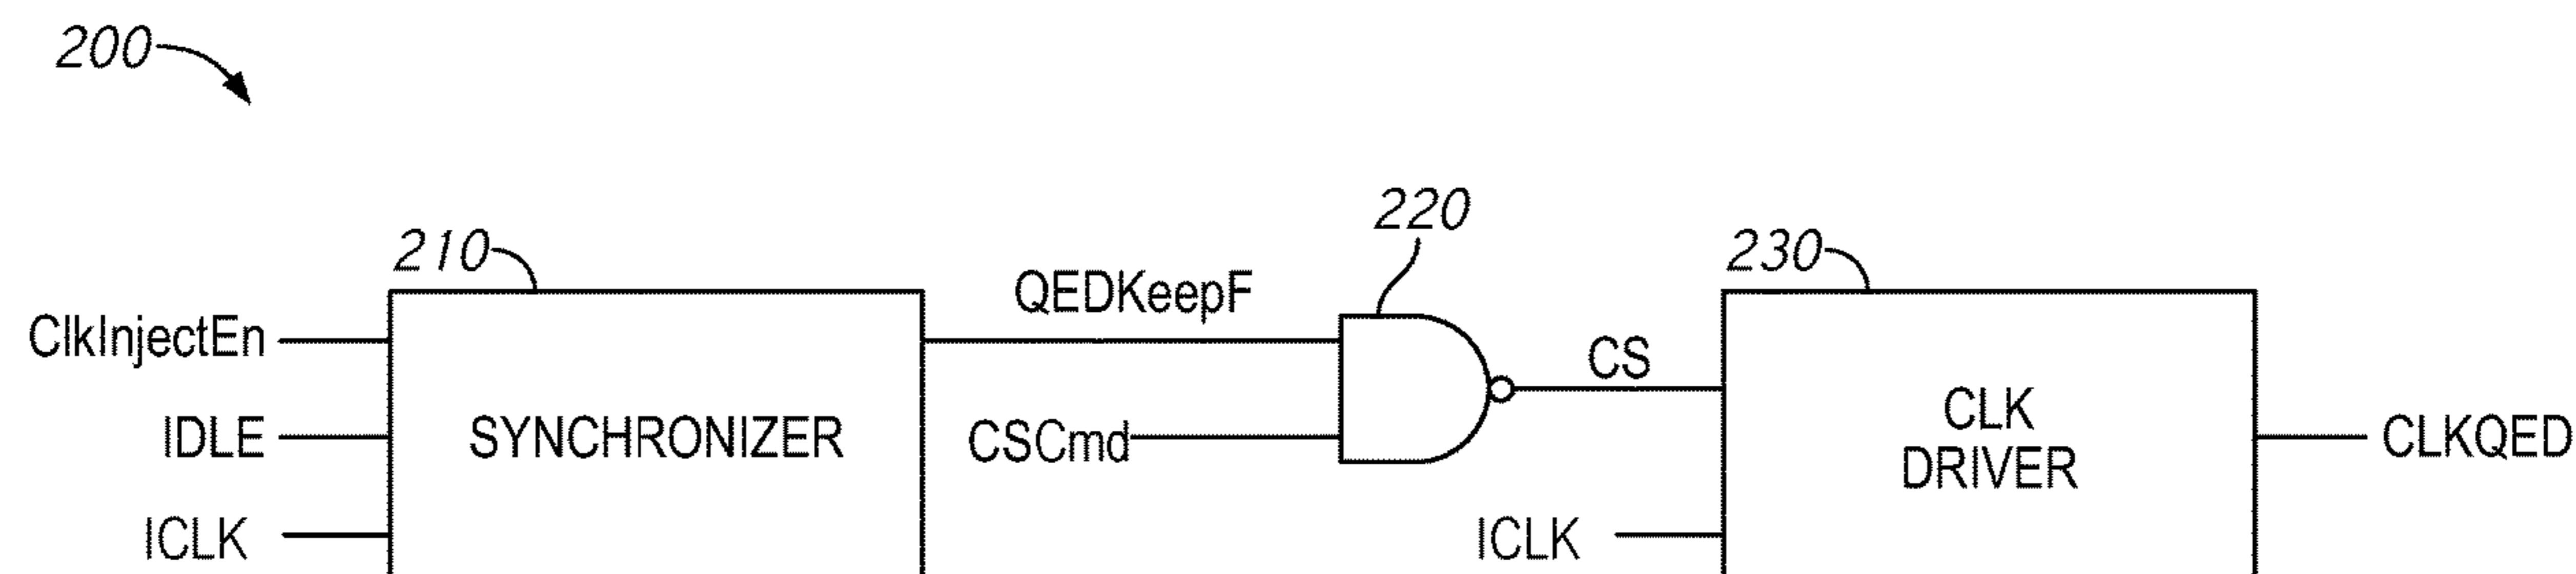 200
220
210
230
QEDKeepF
ClkInjectEn
CS
CLK
DRIVER
IDLE
SYNCHRONIZER
CSCmd
CLKQED
ICLK
ICLK